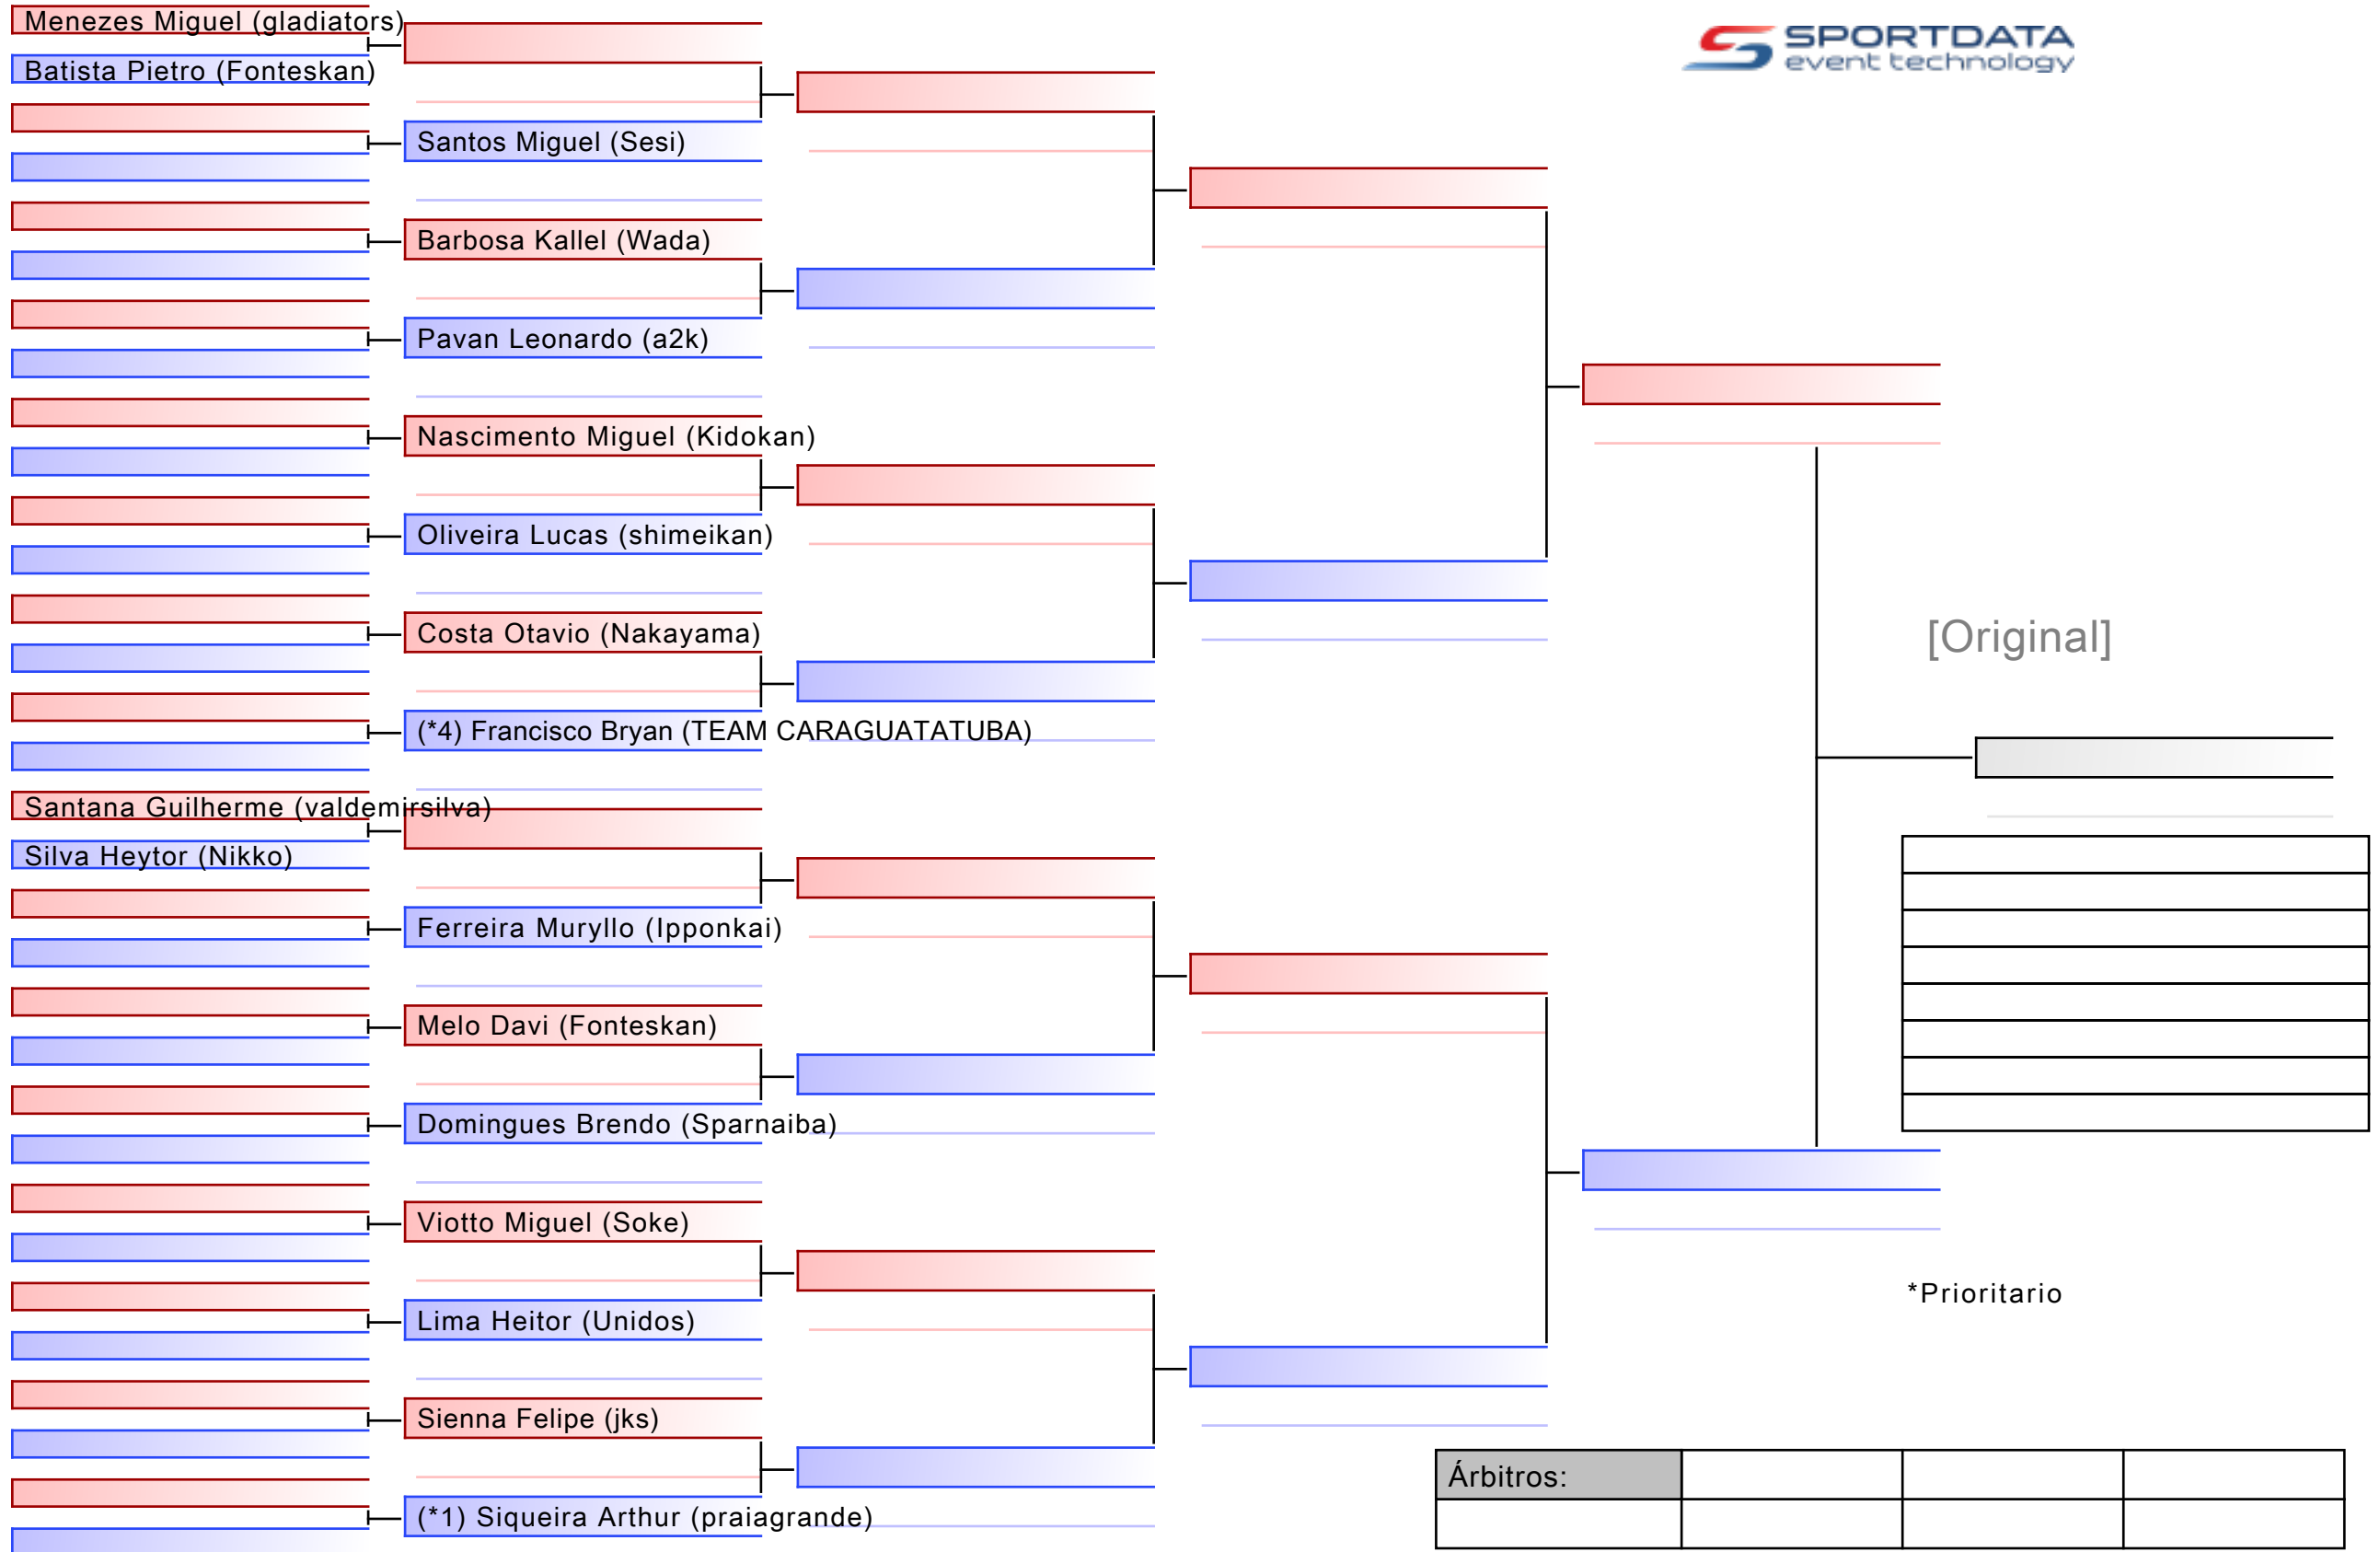 Menezes Miguel (gladiators)
Batista Pietro (Fonteskan)
Santos Miguel (Sesi)
Barbosa Kallel (Wada)
Pavan Leonardo (a2k)
Nascimento Miguel (Kidokan)
Oliveira Lucas (shimeikan)
Costa Otavio (Nakayama)
(*4) Francisco Bryan (TEAM CARAGUATATUBA)
Santana Guilherme (valdemirsilva)
Silva Heytor (Nikko)
Ferreira Muryllo (Ipponkai)
Melo Davi (Fonteskan)
Domingues Brendo (Sparnaiba)
Viotto Miguel (Soke)
Lima Heitor (Unidos)
Sienna Felipe (jks)
(*1) Siqueira Arthur (praiagrande)
SPORTDATA
event technology
[Original]
*Prioritario
Árbitros: